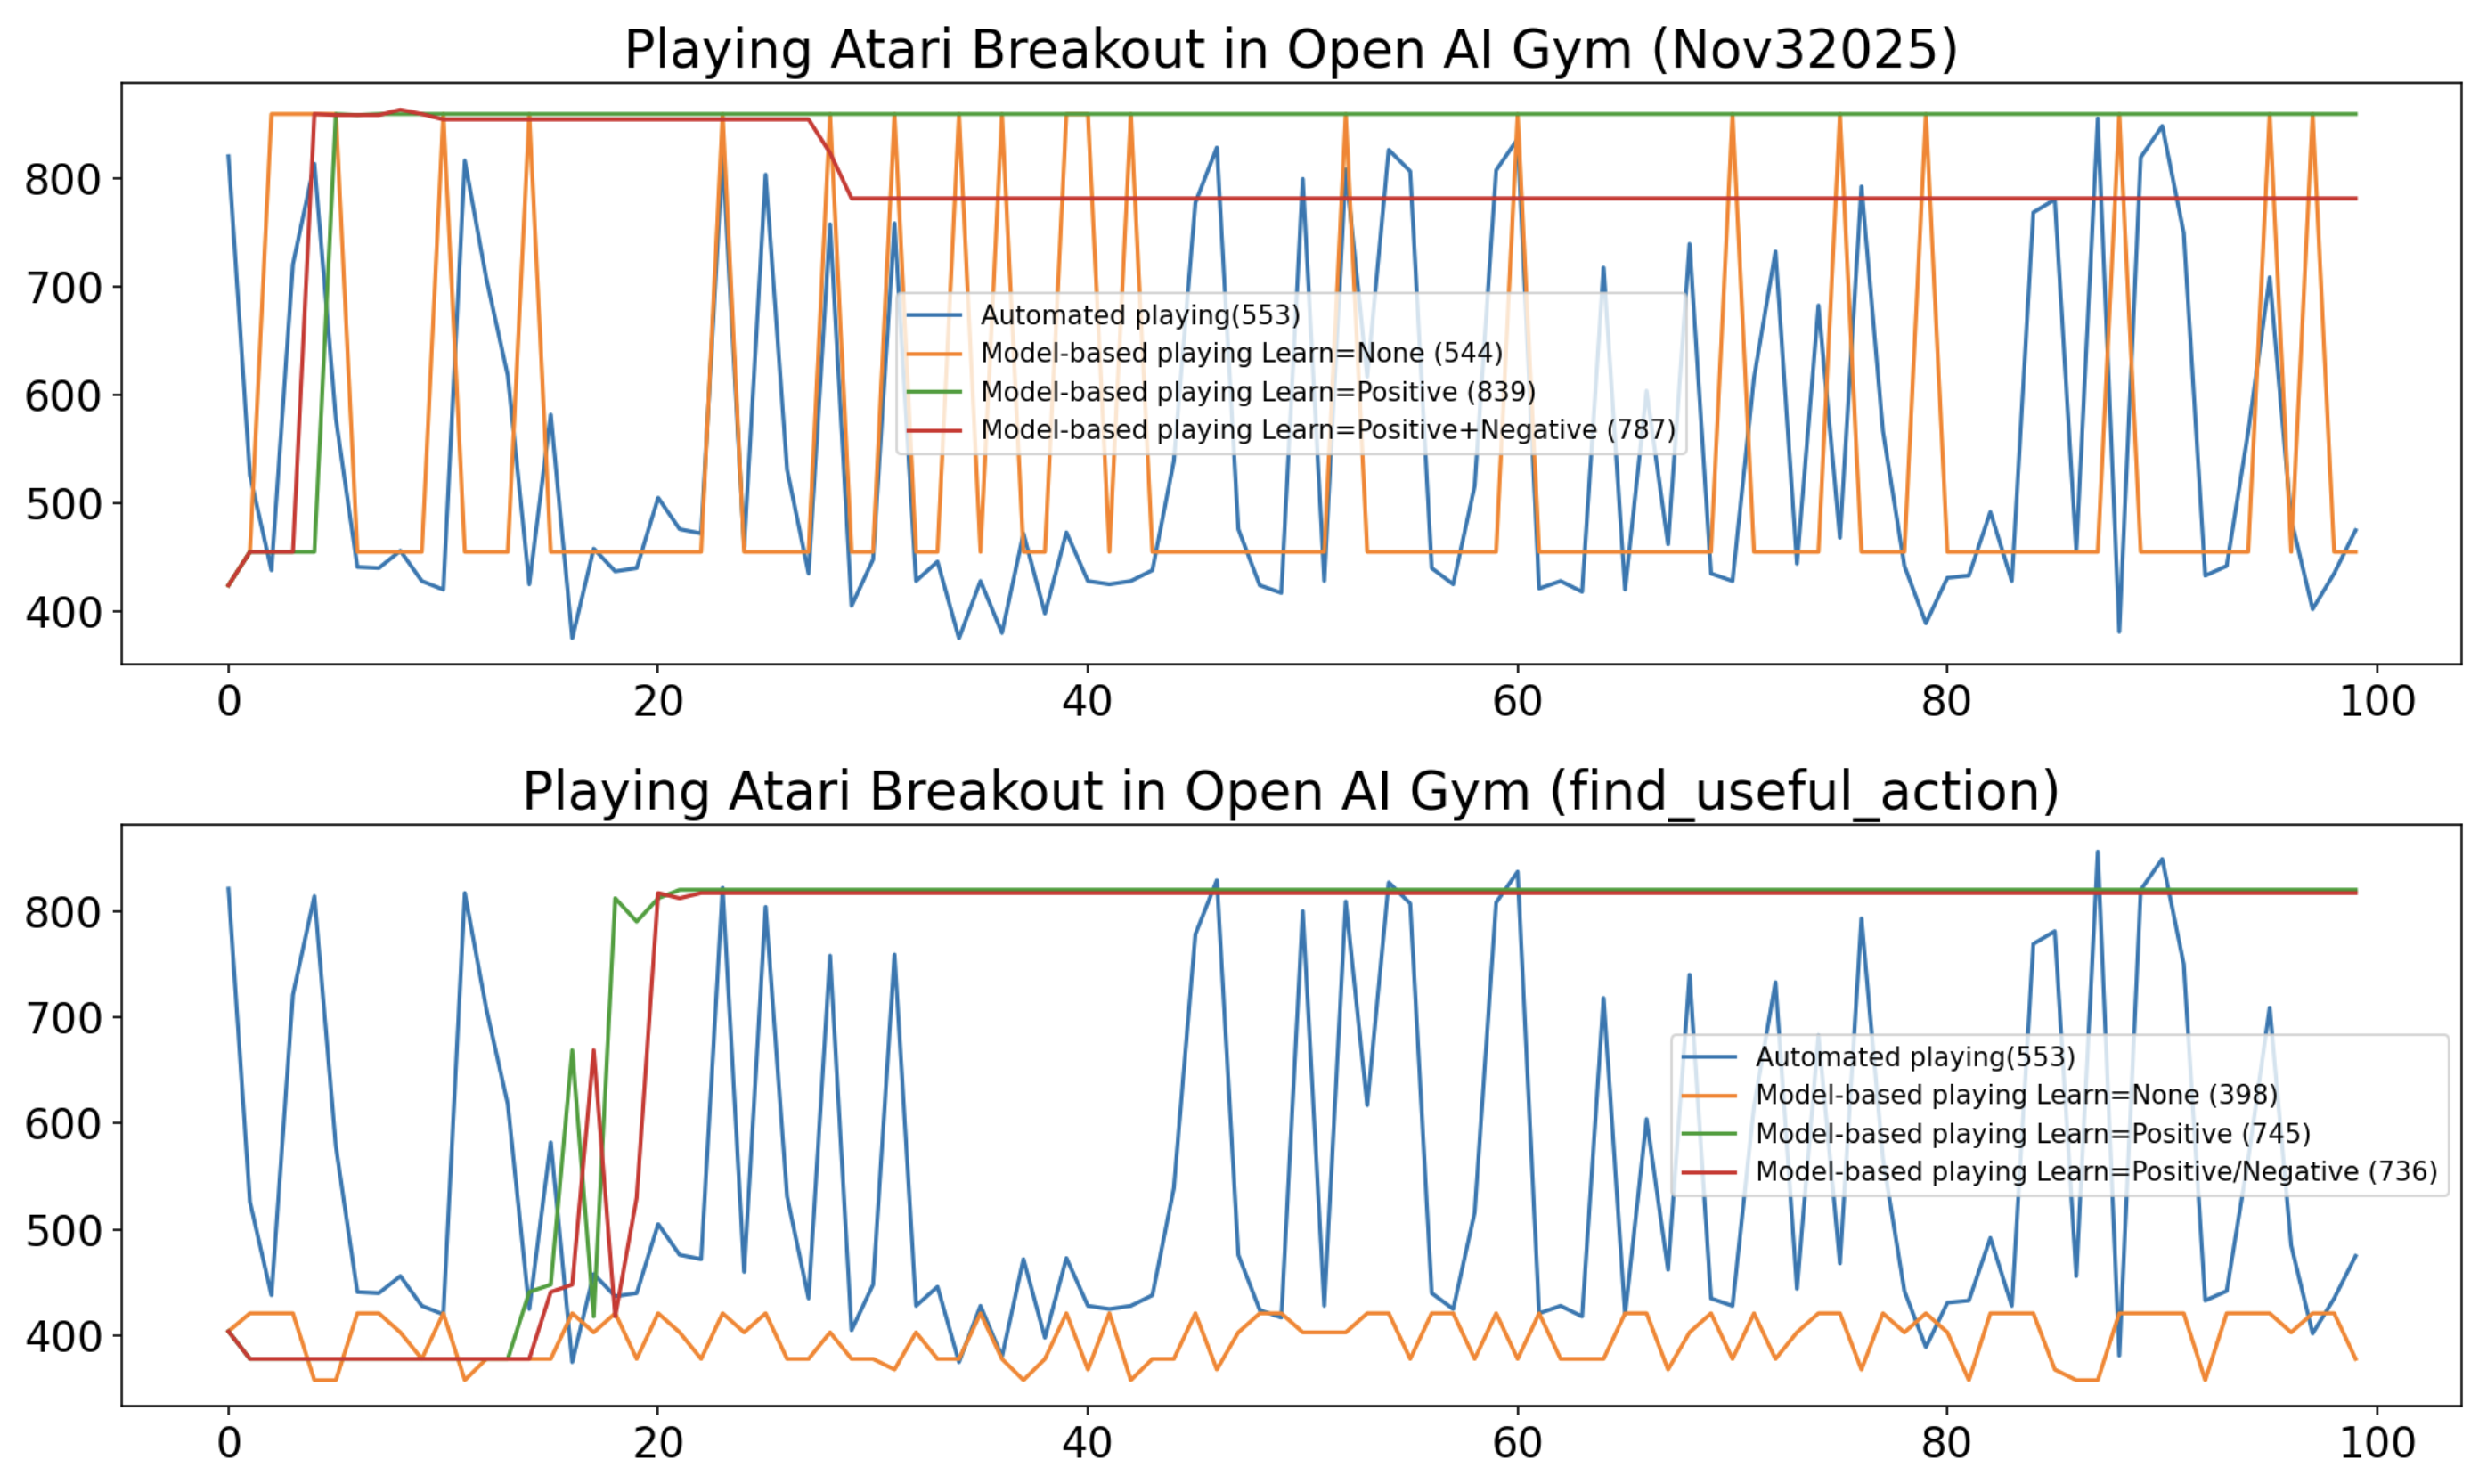 Playing Atari Breakout in Open AI Gym (Nov32025)
800
700
600
500
400
Automated playing(553)
Model-based playing Learn=None (544)
Model-based playing Learn=Positive (839)
Model-based playing Learn=Positive+Negative (787)
0 20 40 60 80 100
Playing Atari Breakout in Open AI Gym (find_useful_action)
800
700
600
500
400
Automated playing(553)
Model-based playing Learn=None (398)
Model-based playing Learn=Positive (745)
Model-based playing Learn=Positive/Negative (736)
0 20 40 60 80 100